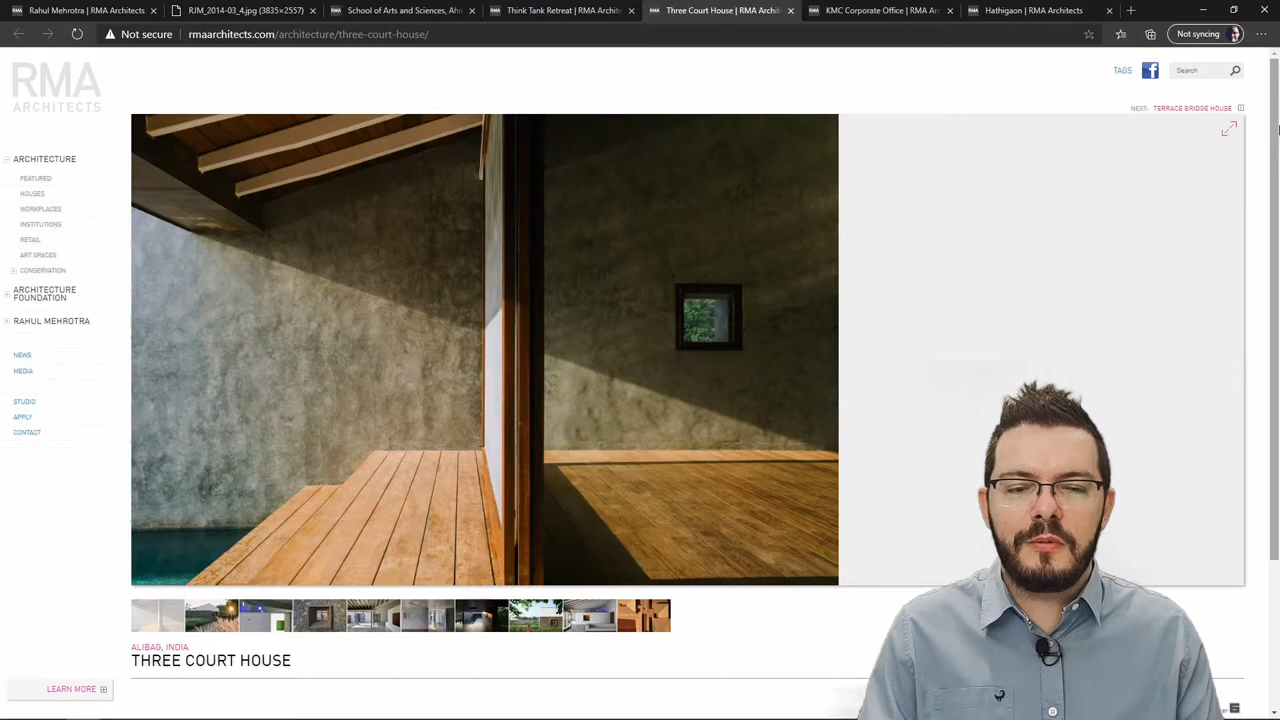 Rahul Mehrotra | RMA Architects
RJM_2014-03_4.jpg (3835×2557)
School of Arts and Sciences, Ah
Think Tank Retreat | RMA Archite
Three Court House | RMA Archite
KMC Corporate Office | RMA Arc
Hathigaon | RMA Architects
Not secure
rmaarchitects.com/architecture/three-court-house/
Not syncing
RMA
ARCHITECTS
TAGS
Search
NEXT: TERRACE BRIDGE HOUSE
ARCHITECTURE
FEATURED
HOUSES
WORKPLACES
INSTITUTIONS
RETAIL
ART SPACES
CONSERVATION
ARCHITECTURE
FOUNDATION
RAHUL MEHROTRA
NEWS
MEDIA
STUDIO
APPLY
CONTACT
ALIBAG, INDIA
THREE COURT HOUSE
LEARN MORE